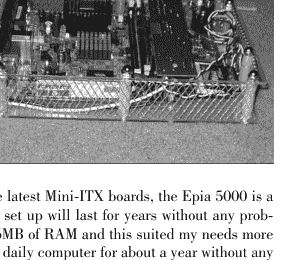 latest Mini-ITX boards, the Epia 5000 is a
set up will last for years without any prob-
MB of RAM and this suited my needs more
daily computer for about a year without any